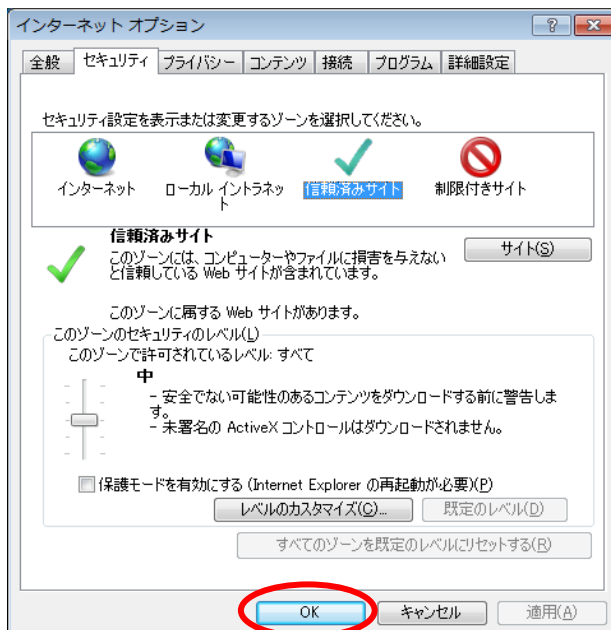 インターネット オプション
全般 セキュリティ プライバシー コンテンツ 接続 プログラム 詳細設定
セキュリティ設定を表示または変更するゾーンを選択してください。
インターネット ローカル イントラネッ 信頼済みサイト 制限付きサイト
ト
信頼済みサイト
このゾーンには、コンピューターやファイルに損害を与えない
と信頼している Web サイトが含まれています。
サイト(S)
このゾーンに属する Web サイトがあります。
このゾーンのセキュリティのレベル(L)
このゾーンで許可されているレベル: すべて
中
- 安全でない可能性のあるコンテンツをダウンロードする前に警告しま
す。
- 未署名の ActiveX コントロールはダウンロードされません。
保護モードを有効にする (Internet Explorer の再起動が必要)(P)
レベルのカスタマイズ(C)... 既定のレベル(D)
すべてのゾーンを既定のレベルにリセットする(R)
OK キャンセル 適用(A)